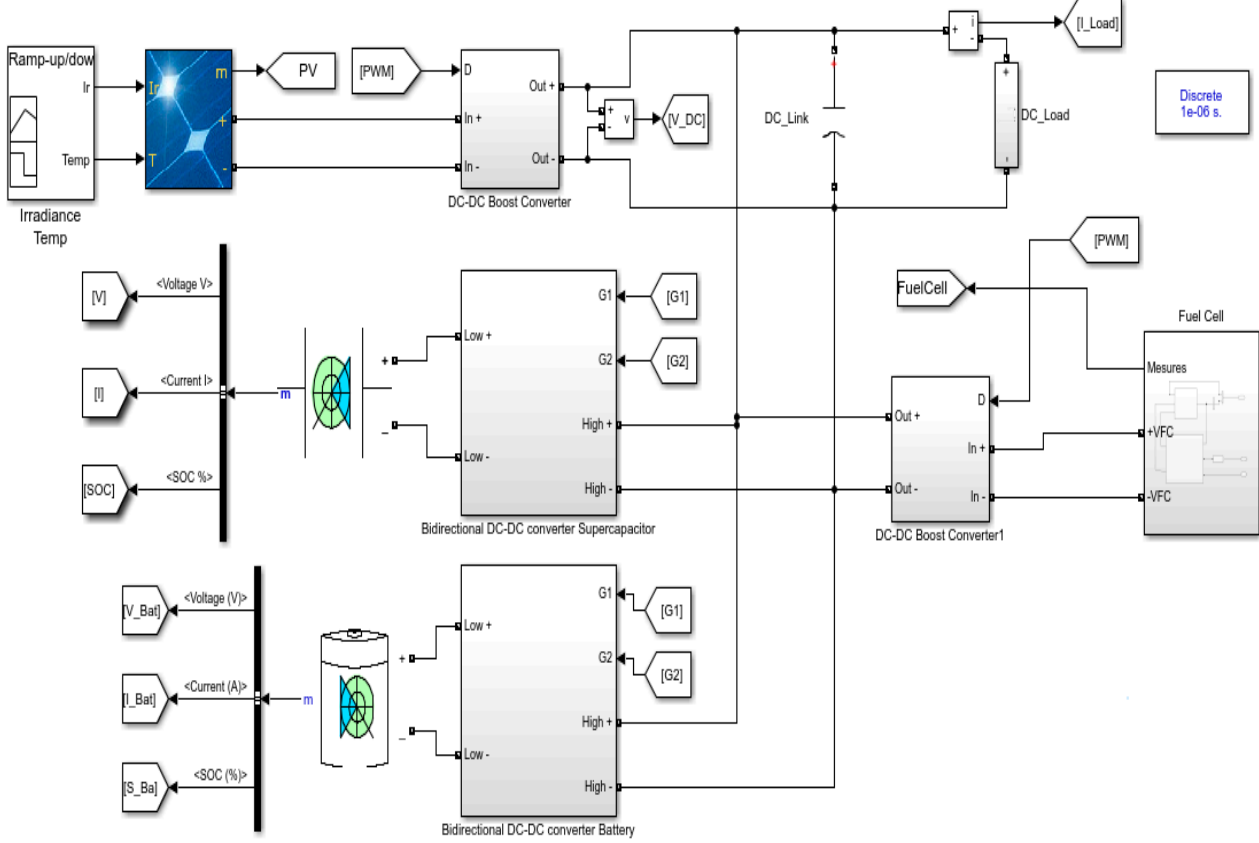 [I_Load]
Ramp-up/dow
Ir
Temp
Irradiance
Temp
Ir
T
m
+
-
PV
[PWM]
D
In +
In -
Out +
Out -
DC-DC Boost Converter
+
-
v
[V_DC]
DC_Link
+
+
i
-
+
-
DC_Load
Discrete
1e-06 s.
[V]
<Voltage V>
[I]
<Current I>
[SOC]
<SOC %>
m
+
_
Low +
Low -
G1
G2
High +
High -
[G1]
[G2]
Bidirectional DC-DC converter Supercapacitor
[PWM]
FuelCell
Fuel Cell
Mesures
+VFC
-VFC
Out +
Out -
D
In +
In -
DC-DC Boost Converter1
[V_Bat]
<Voltage (V)>
[I_Bat]
<Current (A)>
[S_Ba]
<SOC (%)>
m
+
_
Low +
Low -
G1
G2
High +
High -
[G1]
[G2]
Bidirectional DC-DC converter Battery